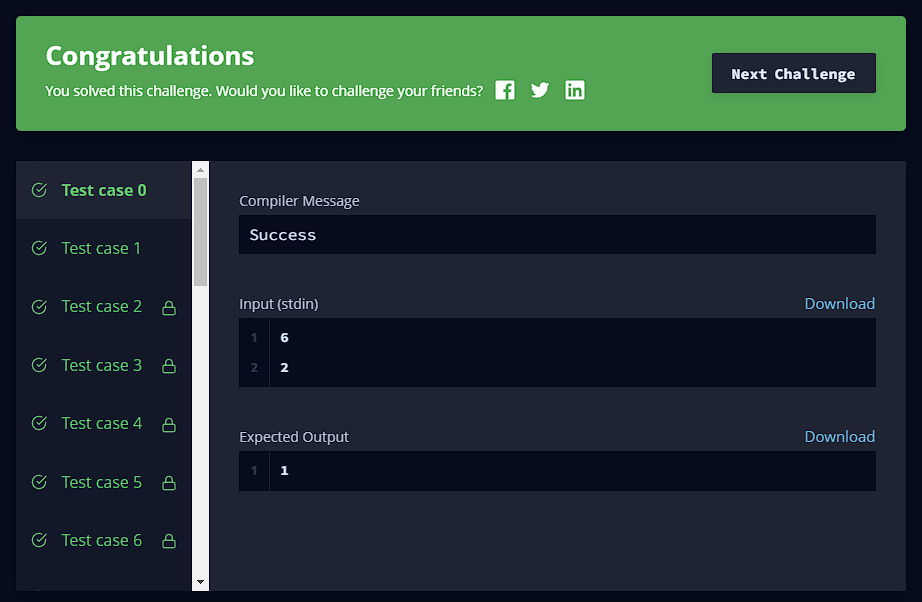 Congratulations
You solved this challenge. Would you like to challenge your friends?
Next Challenge
Test case 0
Test case 1
Test case 2
Test case 3
Test case 4
Test case 5
Test case 6
Compiler Message
Success
Input (stdin)
Download
1 6
2 2
Expected Output
Download
1 1